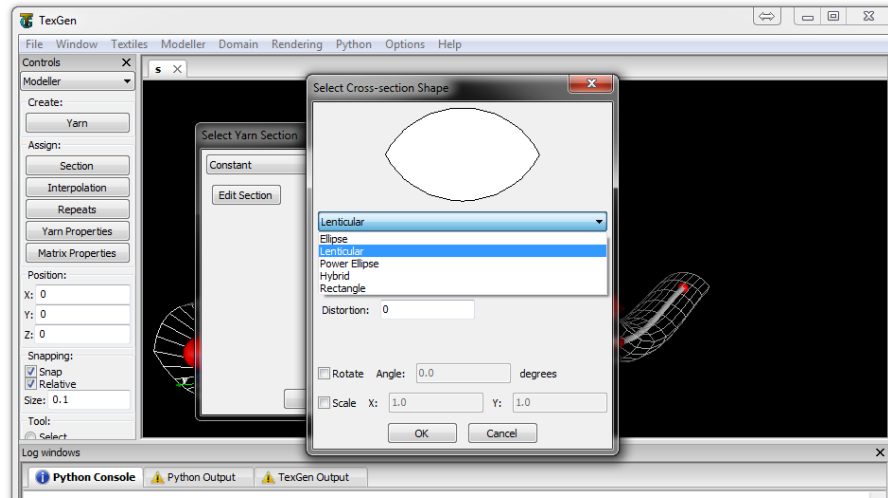 TexGen
File Window Textiles Modeller Domain Rendering Python Options Help
Controls
Modeller
Create:
Yarn
Assign:
Section
Interpolation
Repeats
Yarn Properties
Matrix Properties
Position:
X: 0
Y: 0
Z: 0
Snapping:
Snap
Relative
Size: 0.1
Tool:
Select
s
Select Yarn Section
Constant
Edit Section
Select Cross-section Shape
Lenticular
Ellipse
Lenticular
Power Ellipse
Hybrid
Rectangle
Distortion: 0
Rotate Angle: 0.0 degrees
Scale X: 1.0 Y: 1.0
OK Cancel
Log windows
Python Console Python Output TexGen Output